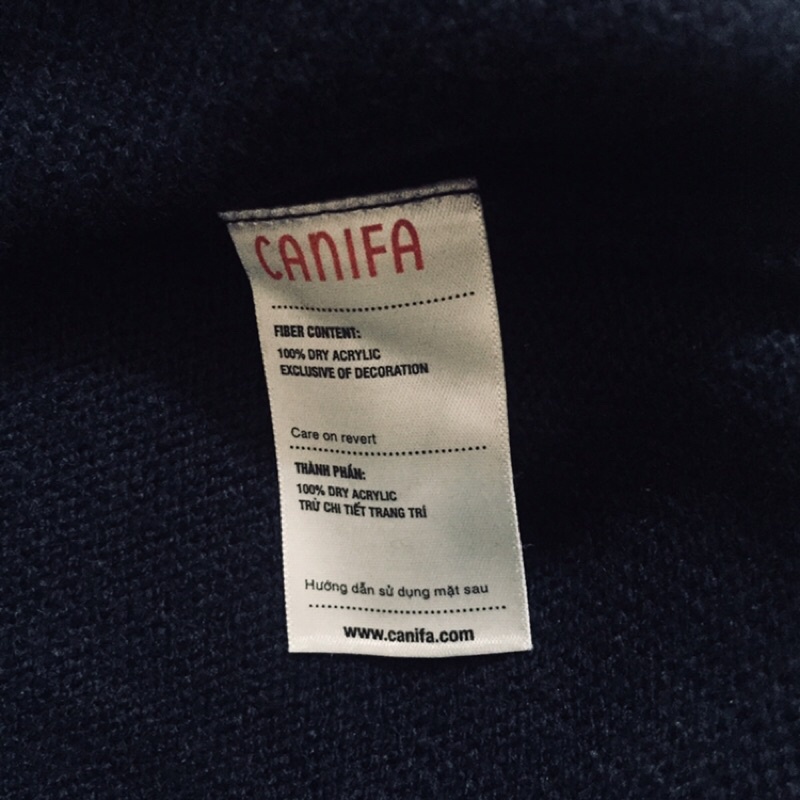 CANIFA
FIBER CONTENT:
100% DRY ACRYLIC
EXCLUSIVE OF DECORATION
Care on revert
THÀNH PHẦN:
100% DRY ACRYLIC
TRỪ CHI TIẾT TRANG TRÍ
Hướng dẫn sử dụng mặt sau
www.canifa.com